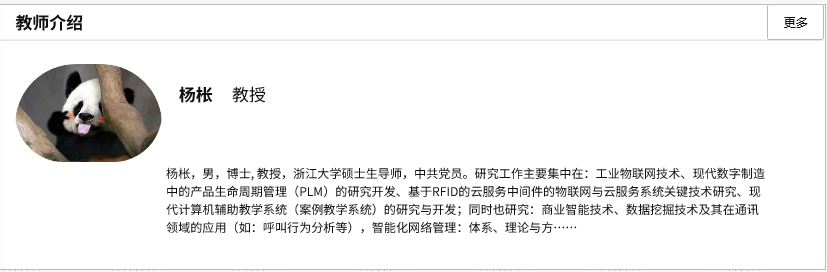 教师介绍
更多
杨枨 教授
杨枨，男，博士,教授，浙江大学硕士生导师，中共党员。研究工作主要集中在：工业物联网技术、现代数字制造
中的产品生命周期管理（PLM）的研究开发、基于RFID的云服务中间件的物联网与云服务系统关键技术研究、现
代计算机辅助教学系统（案例教学系统）的研究与开发；同时也研究：商业智能技术、数据挖掘技术及其在通讯
领域的应用（如：呼叫行为分析等），智能化网络管理：体系、理论与方……